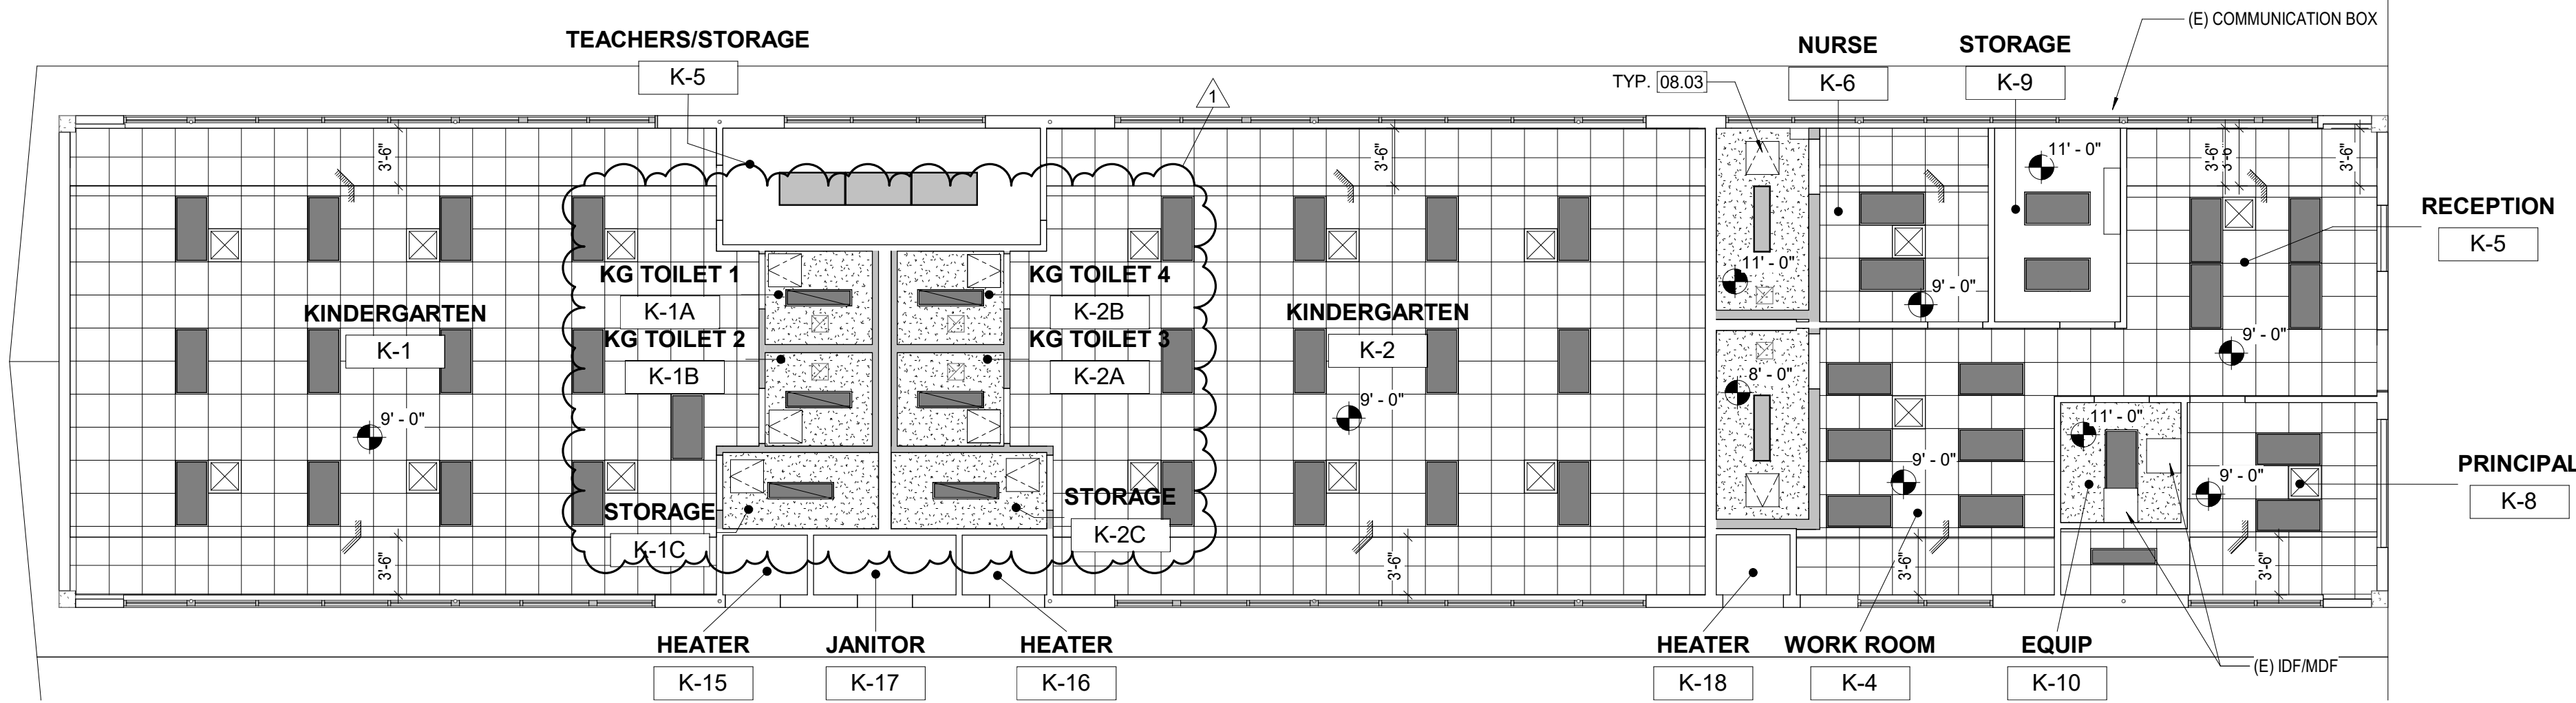 (E) COMMUNICATION BOX
TEACHERS/STORAGE
K-5
NURSE
K-6
STORAGE
K-9
TYP. 08.03
1
3'-6"
3'-6"
3'-6"
3'-6"
3'-6"
11' - 0"
RECEPTION
K-5
KG TOILET 1
K-1A
KG TOILET 4
K-2B
11' - 0"
9' - 0"
KINDERGARTEN
K-1
KINDERGARTEN
K-2
KG TOILET 2
K-1B
KG TOILET 3
K-2A
9' - 0"
8' - 0"
9' - 0"
9' - 0"
11' - 0"
9' - 0"
9' - 0"
PRINCIPAL
K-8
STORAGE
K-1C
STORAGE
K-2C
3'-6"
3'-6"
3'-6"
3'-6"
HEATER
K-15
JANITOR
K-17
HEATER
K-16
HEATER
K-18
WORK ROOM
K-4
EQUIP
K-10
(E) IDF/MDF